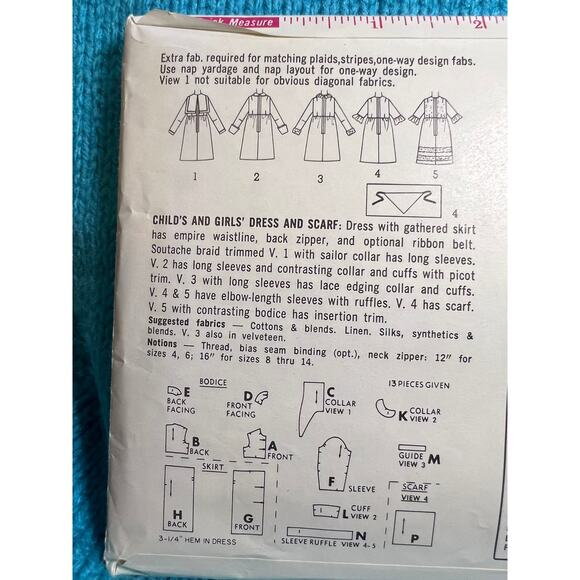 k Measure 1 2
Extra fab. required for matching plaids,stripes,one-way design fabs.
Use nap yardage and nap layout for one-way design.
View 1 not suitable for obvious diagonal fabrics.
1 2 3 4 5
4
CHILD'S AND GIRLS' DRESS AND SCARF: Dress with gathered skirt
has empire waistline, back zipper, and optional ribbon belt.
Soutache braid trimmed V. 1 with sailor collar has long sleeves.
V. 2 has long sleeves and contrasting collar and cuffs with picot
trim. V. 3 with long sleeves has lace edging collar and cuffs.
V. 4 & 5 have elbow-length sleeves with ruffles. V. 4 has scarf.
V. 5 with contrasting bodice has insertion trim.
Suggested fabrics — Cottons & blends. Linen. Silks, synthetics &
blends. V. 3 also in velveteen.
Notions — Thread, bias seam binding (opt.), neck zipper: 12" for
sizes 4, 6; 16" for sizes 8 thru 14.
BODICE
13 PIECES GIVEN
E
BACK
FACING
D
FRONT
FACING
C
COLLAR
VIEW 1
K COLLAR
VIEW 2
B
BACK
A
FRONT
GUIDE
VIEW 3 M
SKIRT
F
SLEEVE
SCARF
VIEW 4
H
BACK
G
FRONT
CUFF
L VIEW 2
P
N
SLEEVE RUFFLE VIEW 4-5
3-1/4" HEM IN DRESS